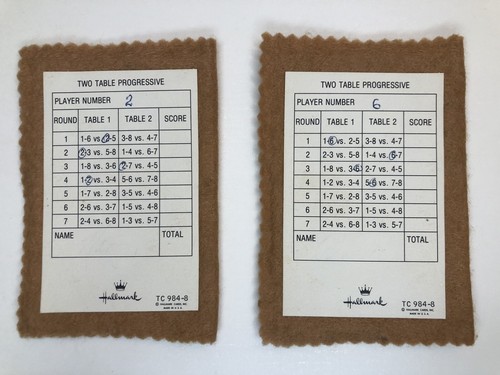 TWO TABLE PROGRESSIVE
PLAYER NUMBER 2
ROUND TABLE 1 TABLE 2 SCORE
1 1-6 vs. 2-5 3-8 vs. 4-7
2 2-3 vs. 5-8 1-4 vs. 6-7
3 1-8 vs. 3-6 2-7 vs. 4-5
4 1-2 vs. 3-4 5-6 vs. 7-8
5 1-7 vs. 2-8 3-5 vs. 4-6
6 2-6 vs. 3-7 1-5 vs. 4-8
7 2-4 vs. 6-8 1-3 vs. 5-7
NAME TOTAL
Hallmark TC 984-8
© HALLMARK CARDS, INC.
MADE IN U.S.A.
TWO TABLE PROGRESSIVE
PLAYER NUMBER 6
ROUND TABLE 1 TABLE 2 SCORE
1 1-6 vs. 2-5 3-8 vs. 4-7
2 2-3 vs. 5-8 1-4 vs. 6-7
3 1-8 vs. 3-6 2-7 vs. 4-5
4 1-2 vs. 3-4 5-6 vs. 7-8
5 1-7 vs. 2-8 3-5 vs. 4-6
6 2-6 vs. 3-7 1-5 vs. 4-8
7 2-4 vs. 6-8 1-3 vs. 5-7
NAME TOTAL
Hallmark TC 984-8
© HALLMARK CARDS, INC.
MADE IN U.S.A.